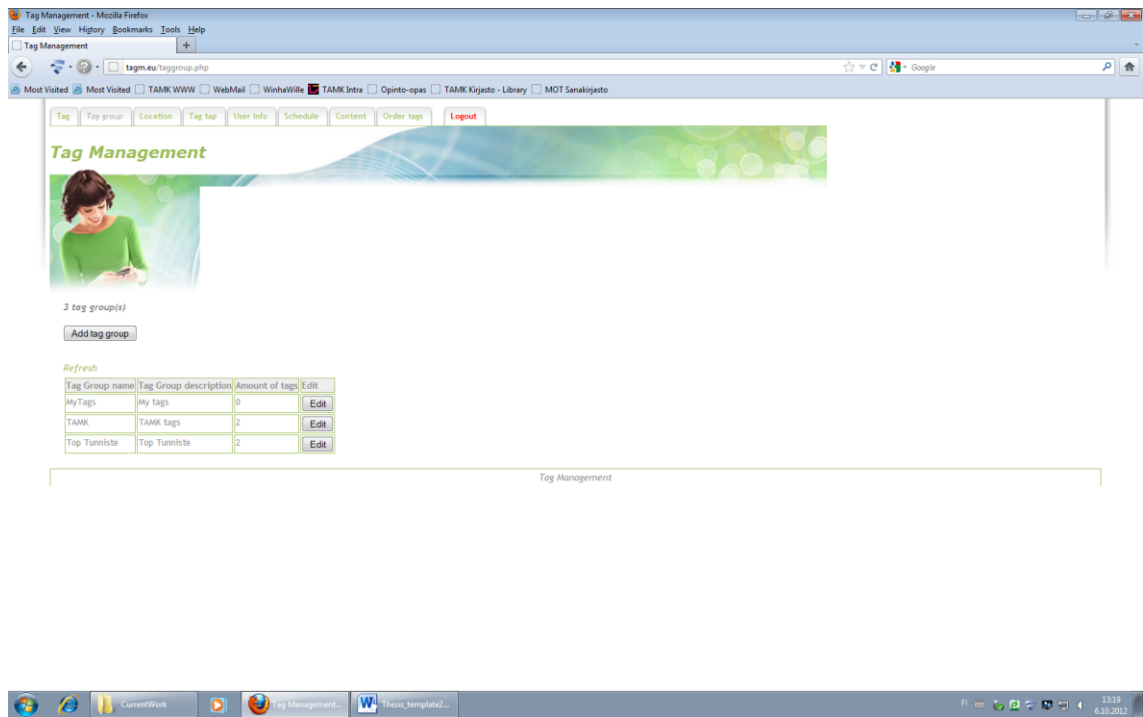 Tag Management - Mozilla Firefox
File Edit View History Bookmarks Tools Help
Tag Management +
tagm.eu/taggroup.php Google
Most Visited Most Visited TAMK WWW WebMail WinhaWille TAMK Intra Opinto-opas TAMK Kirjasto - Library MOT Sanakirjasto
Tag Tag group Location Tag tap User info Schedule Content Order tags Logout
Tag Management
3 tag group(s)
Add tag group
Refresh
Tag Group name Tag Group description Amount of tags Edit
MyTags My tags 0 Edit
TAMK TAMK tags 2 Edit
Top Tunniste Top Tunniste 2 Edit
Tag Management
CurrentWork Tag Management... Thesis_template2... FI 13:19
6.10.2012